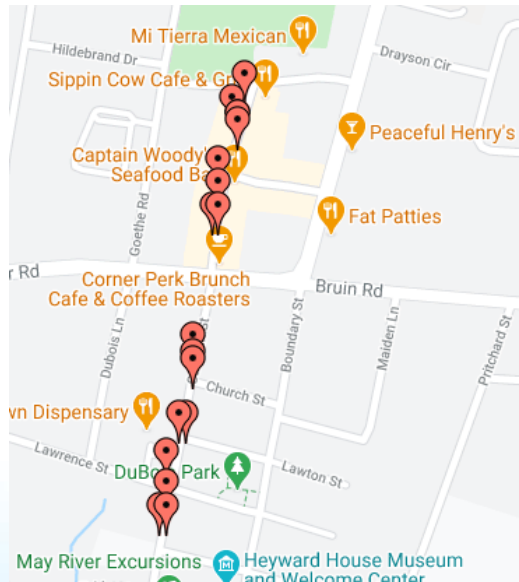 Mi Tierra Mexican
Hildebrand Dr
Drayson Cir
Sippin Cow Cafe & Gr
Peaceful Henry's
Captain Woody'
Seafood Ba
Goethe Rd
Fat Patties
r Rd
Corner Perk Brunch
Cafe & Coffee Roasters
Bruin Rd
Dubois Ln
St
Boundary St
Maiden Ln
Pritchard St
Church St
wn Dispensary
Lawrence St
DuBo Park
Lawton St
May River Excursions
Heyward House Museum
and Welcome Center